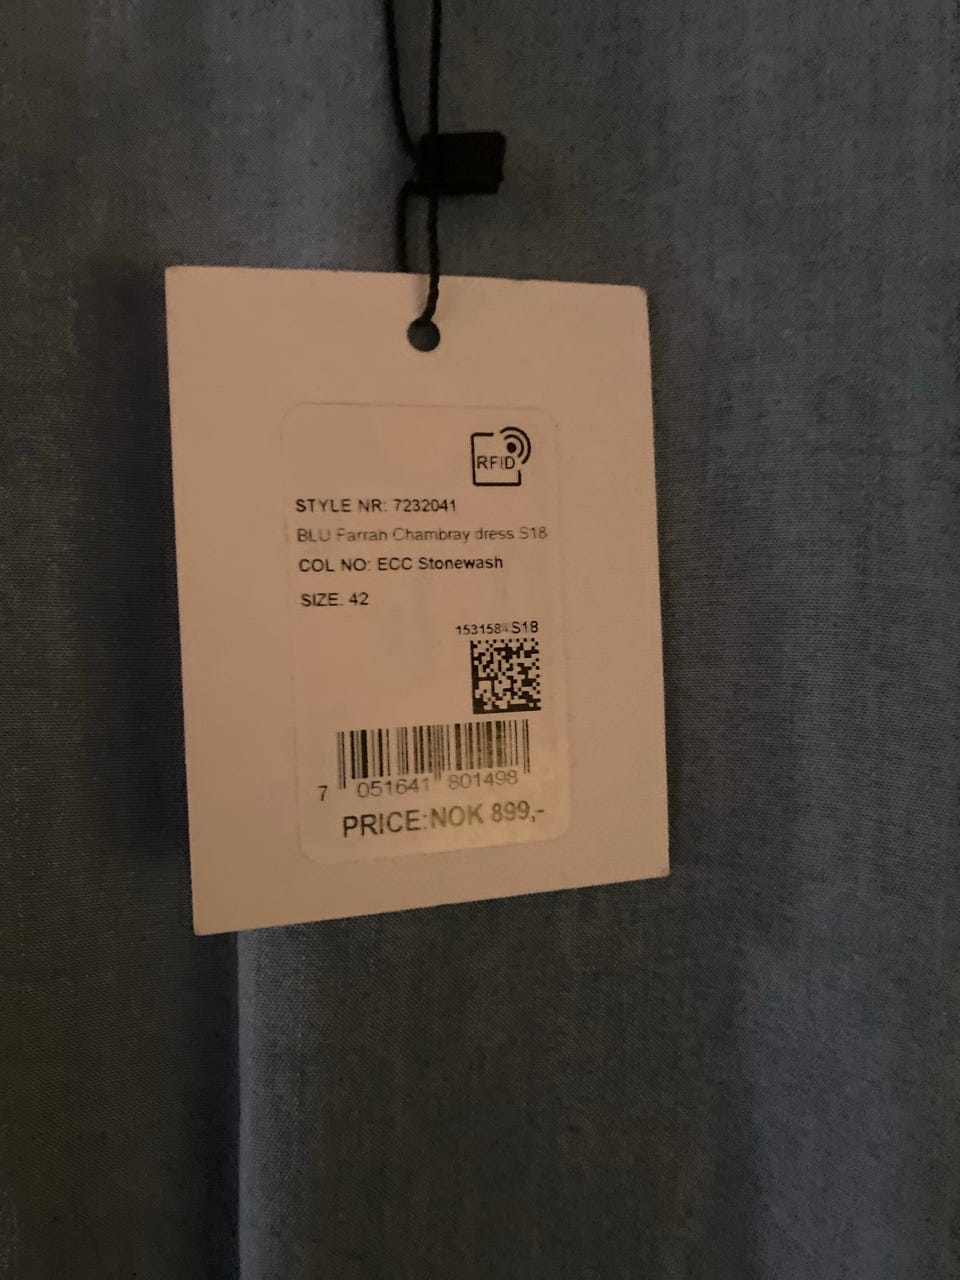 RFID
STYLE NR: 7232041
BLU Farrah Chambray dress S18
COL NO: ECC Stonewash
SIZE. 42
S18
7 051641 801498
PRICE:NOK 899,-